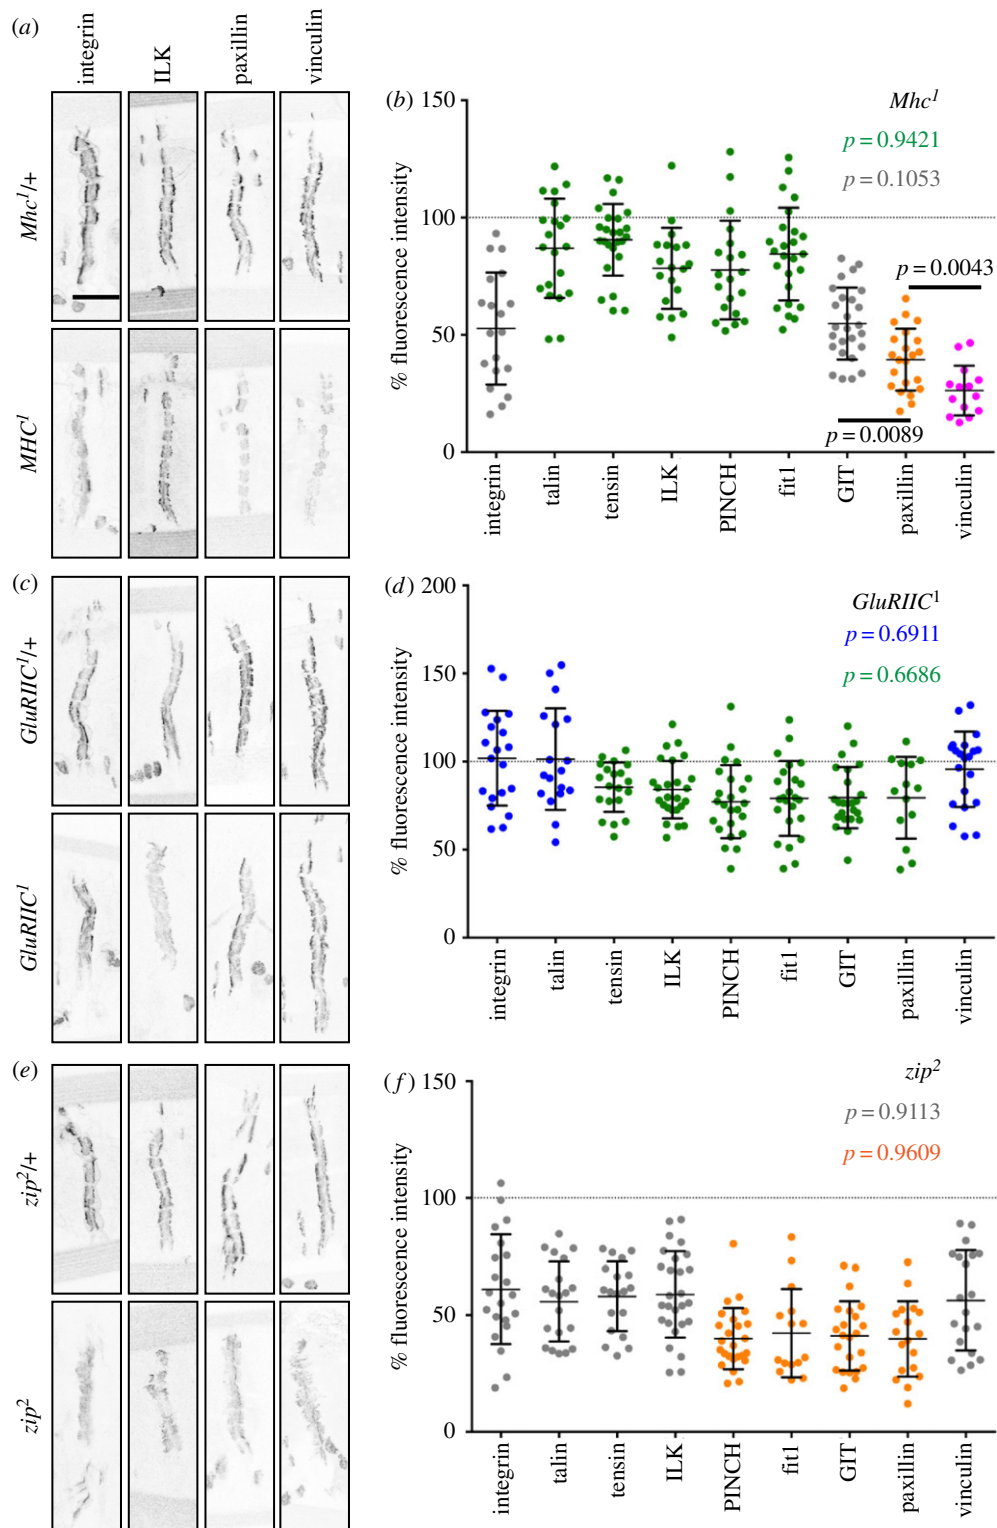 (a)
integrin
ILK
paxillin
vinculin
Mhc¹/+
MHC¹
(b)
Mhc¹
p = 0.9421
p = 0.1053
p = 0.0043
p = 0.0089
% fluorescence intensity
150
100
50
0
integrin
talin
tensin
ILK
PINCH
fit1
GIT
paxillin
vinculin
(c)
GluRIIC¹/+
GluRIIC¹
(d)
GluRIIC¹
p = 0.6911
p = 0.6686
% fluorescence intensity
200
150
100
50
0
integrin
talin
tensin
ILK
PINCH
fit1
GIT
paxillin
vinculin
(e)
zip²/+
zip²
(f)
zip²
p = 0.9113
p = 0.9609
% fluorescence intensity
150
100
50
0
integrin
talin
tensin
ILK
PINCH
fit1
GIT
paxillin
vinculin